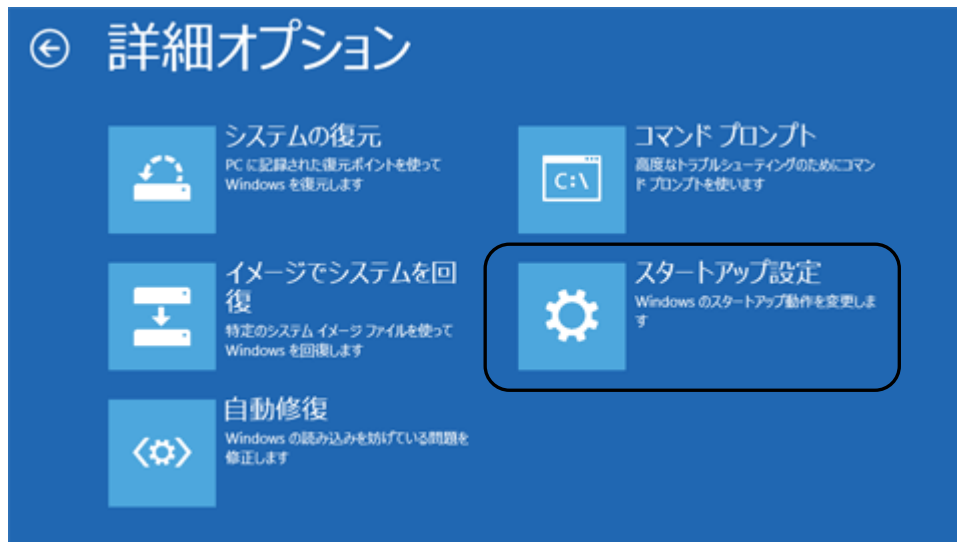 詳細オプション
システムの復元
PC に記録された復元ポイントを使って
Windows を復元します
イメージでシステムを回
復
特定のシステム イメージ ファイルを使って
Windows を回復します
自動修復
Windows の読み込みを妨げている問題を
修正します
コマンド プロンプト
高度なトラブルシューティングのためにコマン
ド プロンプトを使います
C:\
スタートアップ設定
Windows のスタートアップ動作を変更しま
す